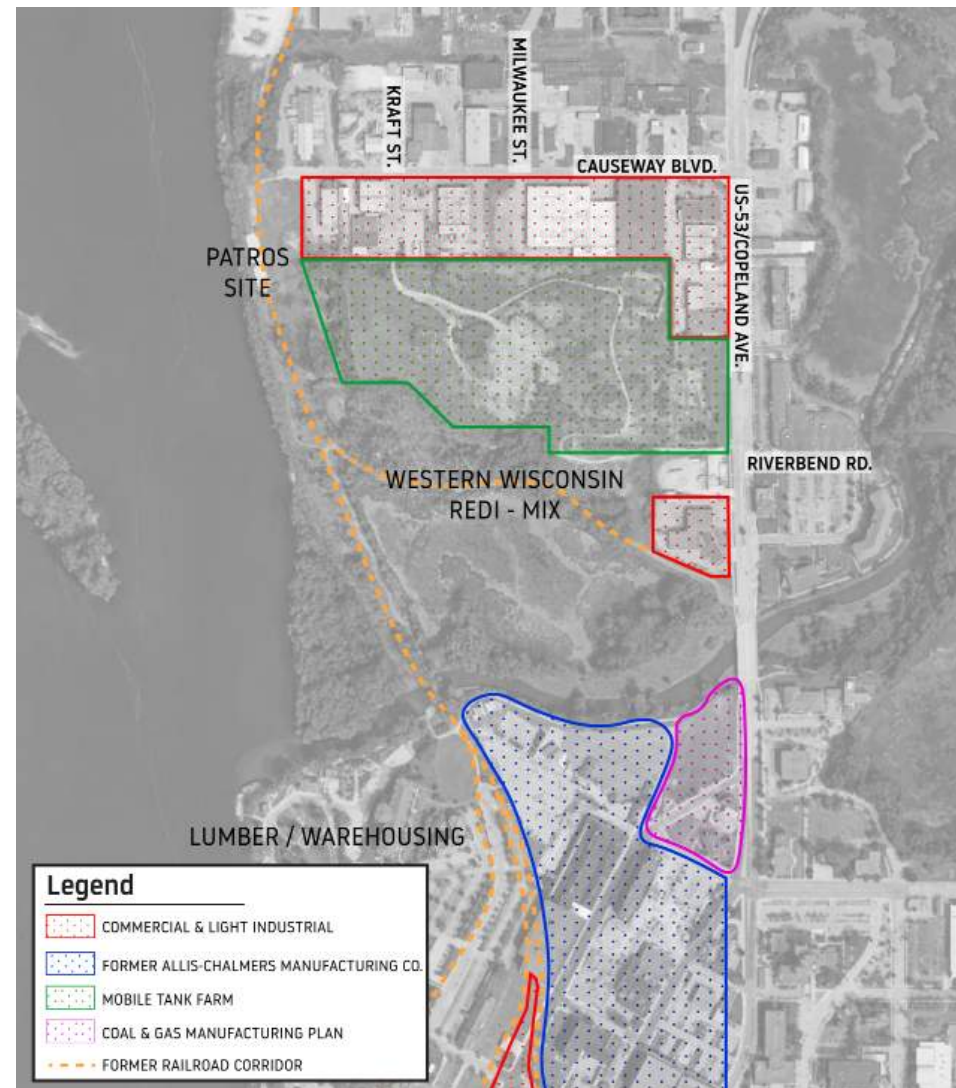 KRAFT ST.
MILWAUKEE ST.
CAUSEWAY BLVD.
US-53/COPELAND AVE.
PATROS
SITE
RIVERBEND RD.
WESTERN WISCONSIN
REDI - MIX
LUMBER / WAREHOUSING
Legend
COMMERCIAL & LIGHT INDUSTRIAL
FORMER ALLIS-CHALMERS MANUFACTURING CO.
MOBILE TANK FARM
COAL & GAS MANUFACTURING PLAN
FORMER RAILROAD CORRIDOR